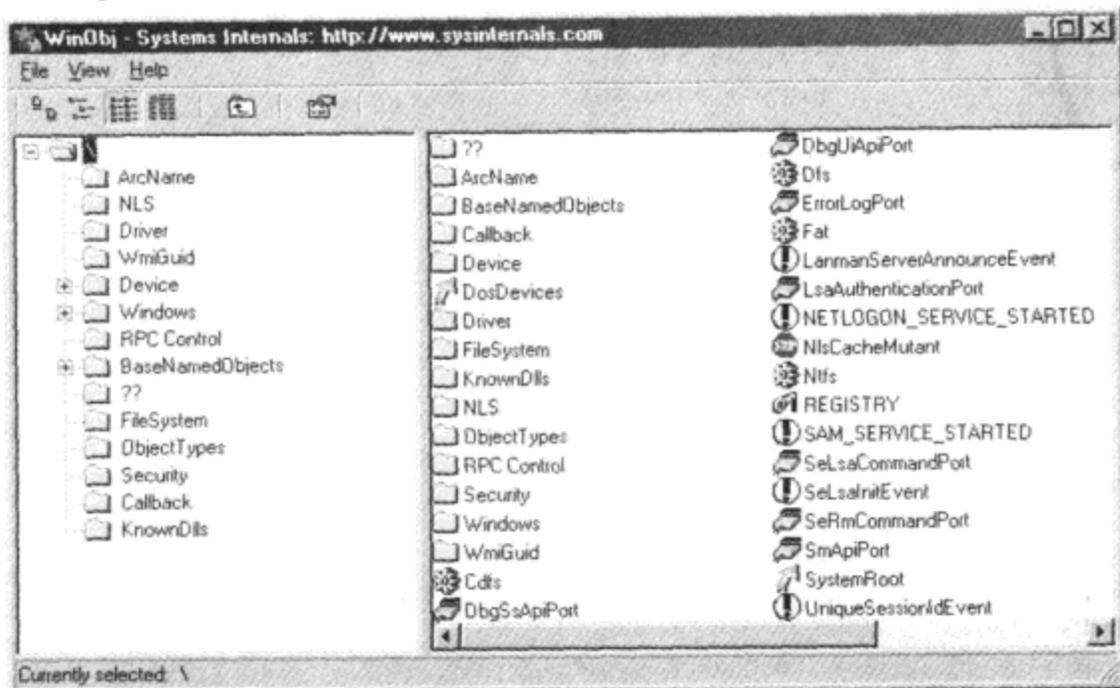 WinObj - Systems Internals: http://www.sysinternals.com
File View Help
\
ArcName
NLS
Driver
WmiGuid
Device
Windows
RPC Control
BaseNamedObjects
??
FileSystem
ObjectTypes
Security
Callback
KnownDlls
??
ArcName
BaseNamedObjects
Callback
Device
DosDevices
Driver
FileSystem
KnownDlls
NLS
ObjectTypes
RPC Control
Security
Windows
WmiGuid
Cdfs
DbgSsApiPort
DbgUiApiPort
Dfs
ErrorLogPort
Fat
LanmanServerAnnounceEvent
LsaAuthenticationPort
NETLOGON_SERVICE_STARTED
NlsCacheMutant
Ntfs
REGISTRY
SAM_SERVICE_STARTED
SeLsaCommandPort
SeLsaInitEvent
SeRmCommandPort
SmApiPort
SystemRoot
UniqueSessionIdEvent
Currently selected: \